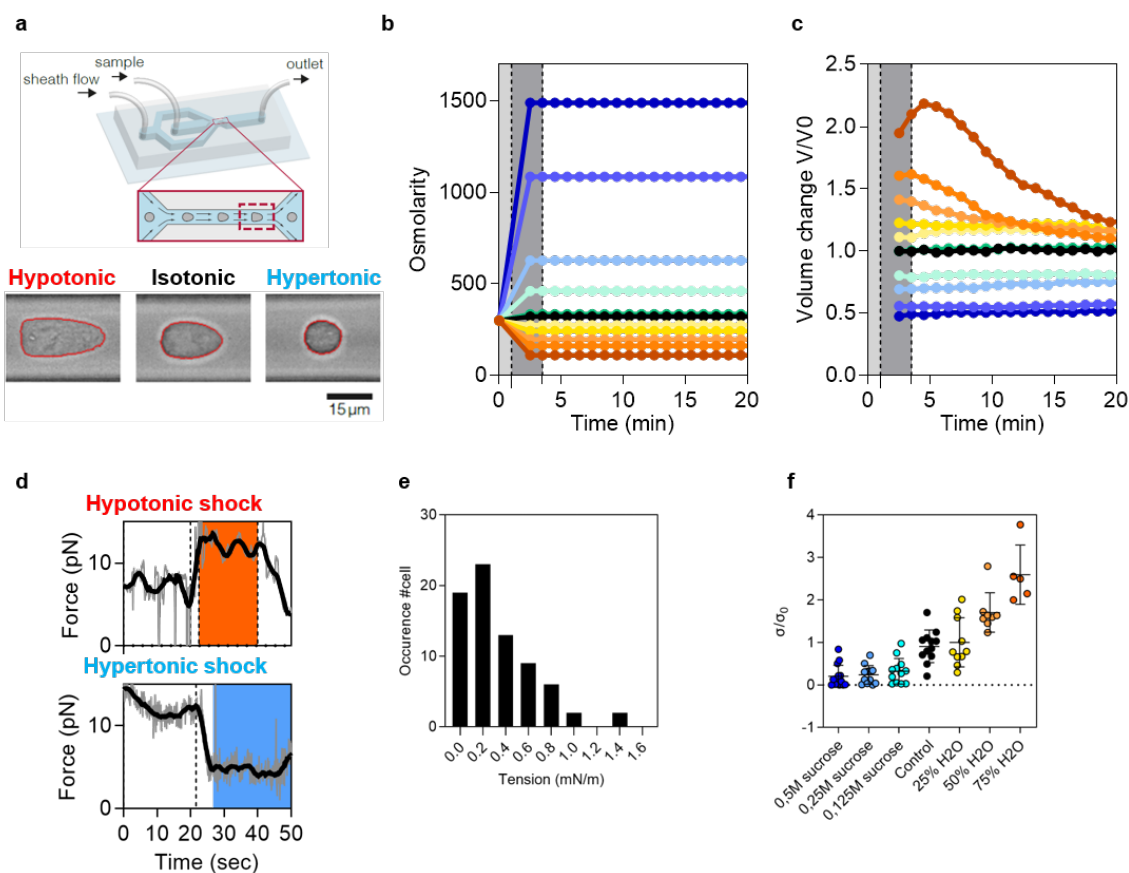 a
sample
sheath flow
outlet
Hypotonic
Isotonic
Hypertonic
15 µm
b
Osmolarity
1500
1000
500
0
0 5 10 15 20
Time (min)
c
Volume change V/V0
2.5
2.0
1.5
1.0
0.5
0.0
0 5 10 15 20
Time (min)
d
Hypotonic shock
Force (pN)
10
0
Hypertonic shock
Force (pN)
10
0
0 10 20 30 40 50
Time (sec)
e
Occurence #cell
30
20
10
0
0.0 0.2 0.4 0.6 0.8 1.0 1.2 1.4 1.6
Tension (mN/m)
f
σ/σ0
4
3
2
1
0
-1
0,5M sucrose
0,25M sucrose
0,125M sucrose
Control
25% H2O
50% H2O
75% H2O